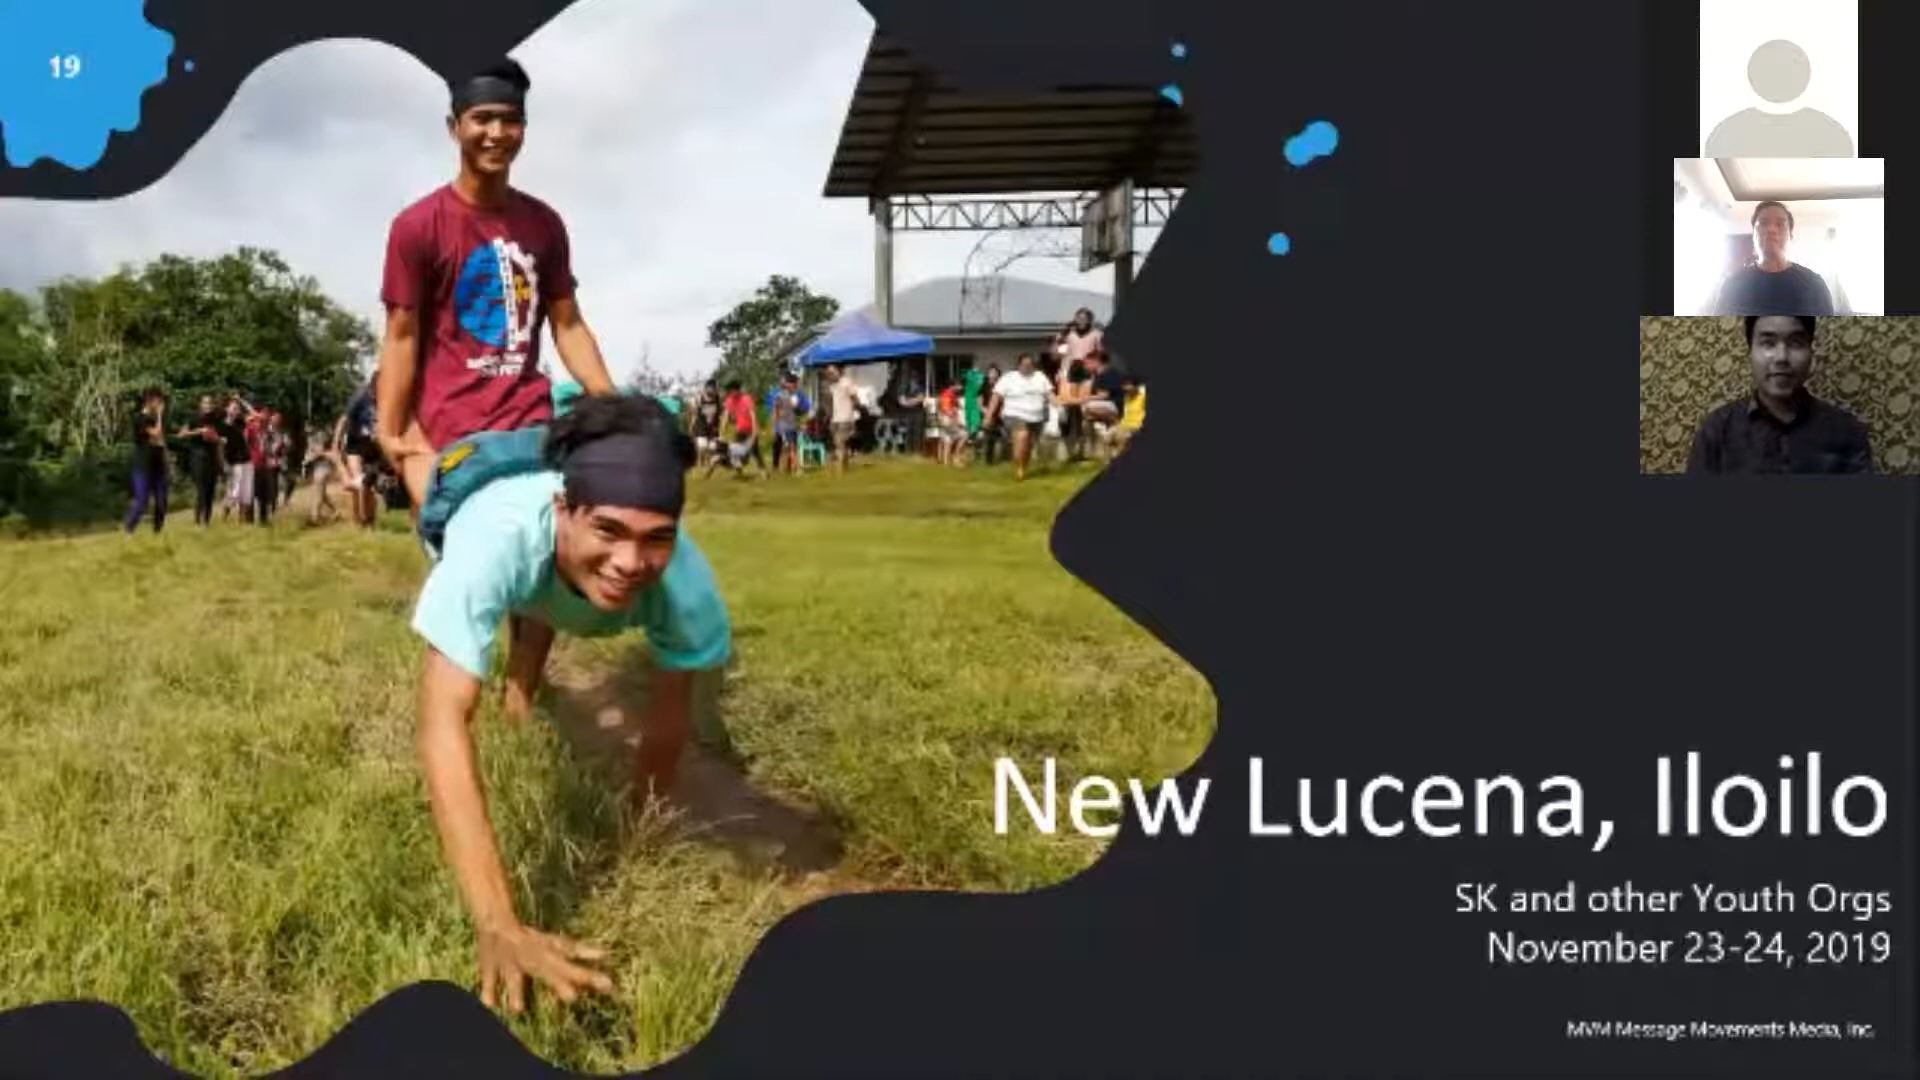 19
New Lucena, Iloilo
SK and other Youth Orgs
November 23-24, 2019
MVM Message Movements Media, Inc.